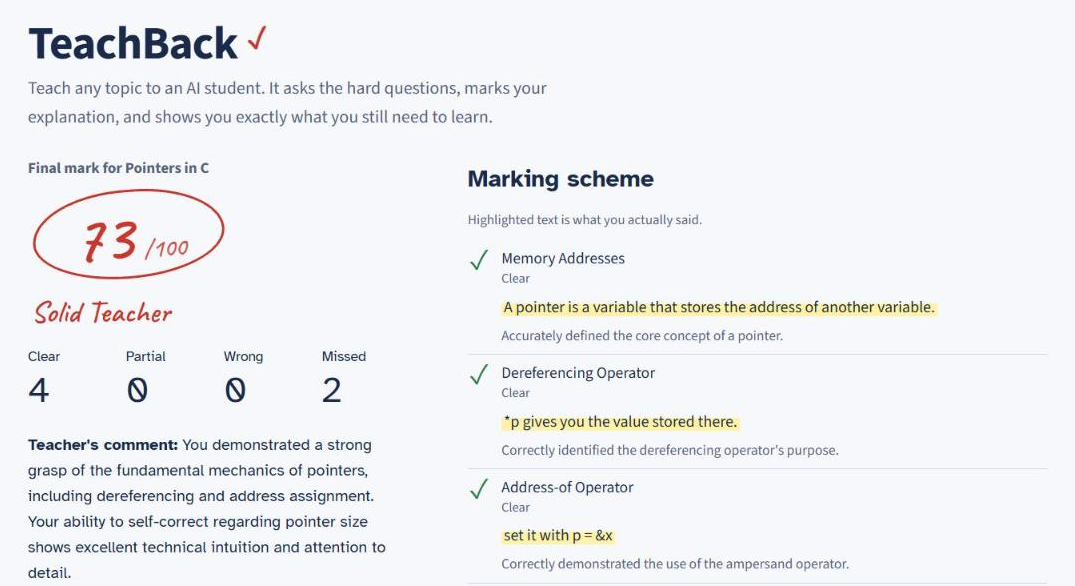 TeachBack ✓
Teach any topic to an AI student. It asks the hard questions, marks your
explanation, and shows you exactly what you still need to learn.
Final mark for Pointers in C
73 /100
Solid Teacher
Clear Partial Wrong Missed
4 0 0 2
Teacher's comment: You demonstrated a strong
grasp of the fundamental mechanics of pointers,
including dereferencing and address assignment.
Your ability to self-correct regarding pointer size
shows excellent technical intuition and attention to
detail.
Marking scheme
Highlighted text is what you actually said.
✓ Memory Addresses
Clear
A pointer is a variable that stores the address of another variable.
Accurately defined the core concept of a pointer.
✓ Dereferencing Operator
Clear
*p gives you the value stored there.
Correctly identified the dereferencing operator's purpose.
✓ Address-of Operator
Clear
set it with p = &x
Correctly demonstrated the use of the ampersand operator.